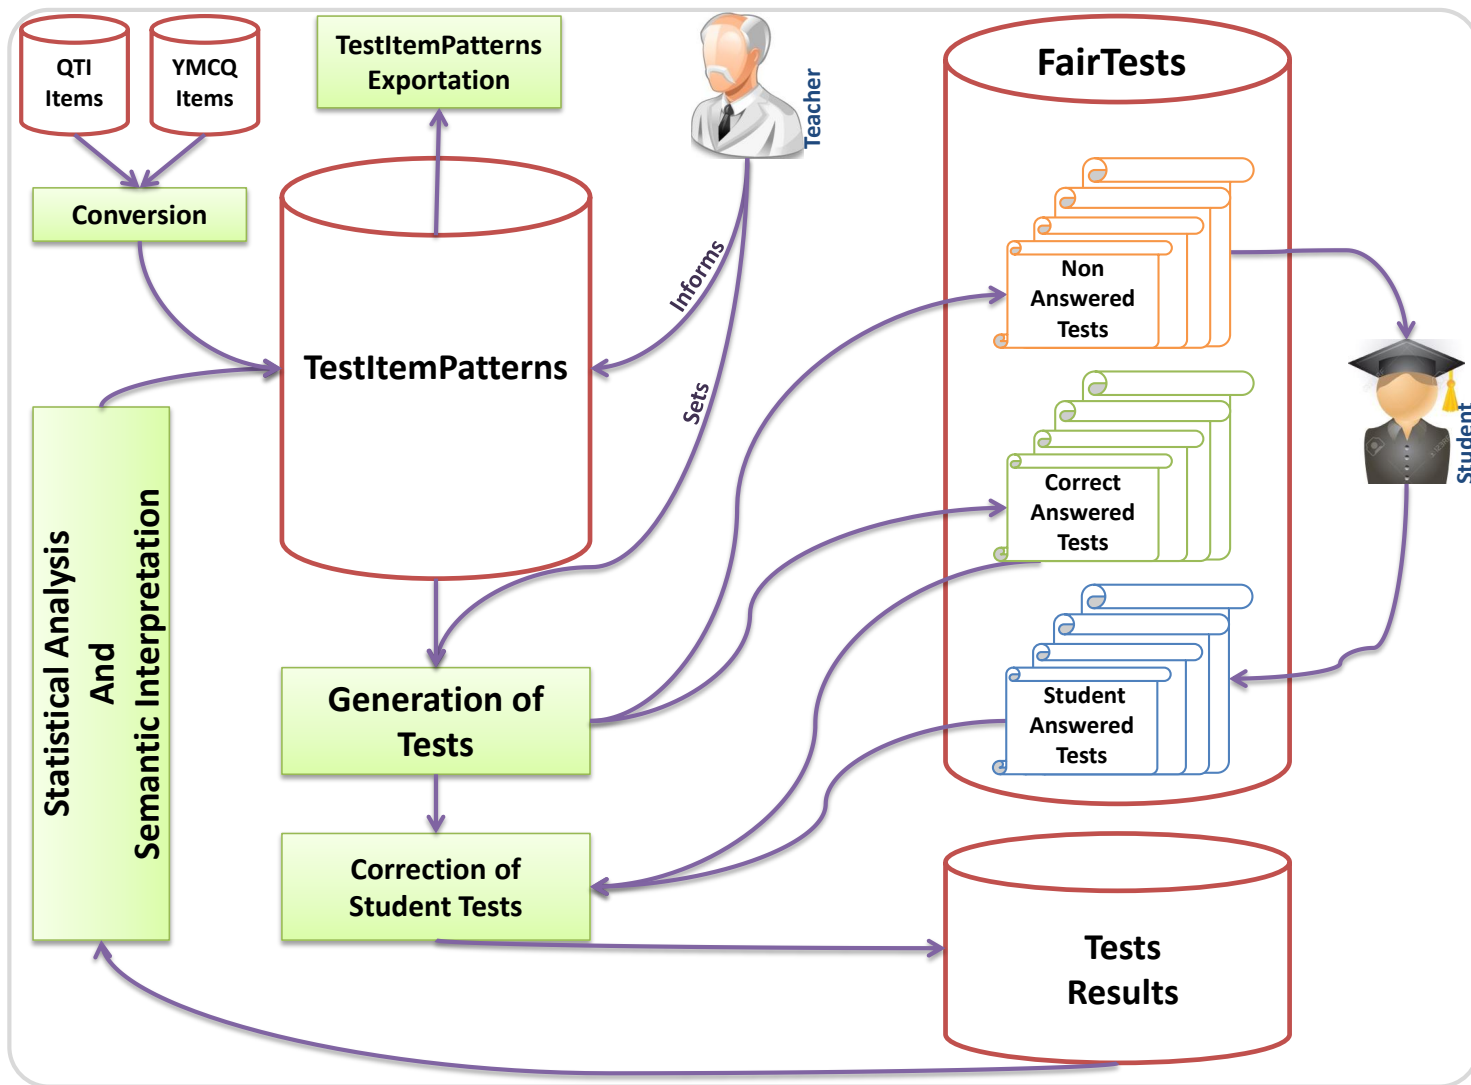 QTI
Items
YMCQ
Items
TestItemPatterns
Exportation
Teacher
FairTests
Conversion
Informs
Non
Answered
Tests
TestItemPatterns
Sets
Student
Correct
Answered
Tests
Statistical Analysis
And
Semantic Interpretation
Generation of
Tests
Student
Answered
Tests
Correction of
Student Tests
Tests
Results